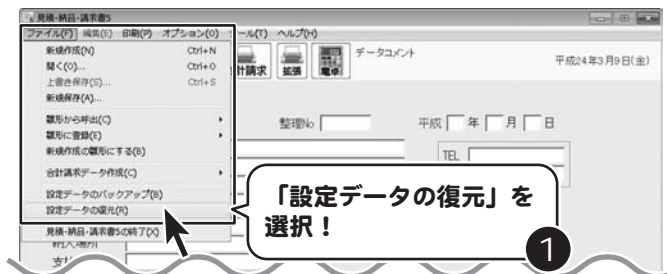 見積・納品・請求書5
ファイル(F) 編集(E) 印刷(P) オプション(O) ール(T) ヘルプ(H)
新規作成(N) Ctrl+N
開く(O)... Ctrl+O
上書き保存(S)... Ctrl+S
新規保存(A)...
雛形から呼出(C)
雛形に登録(E)
新規作成の雛形にする(B)
合計請求データ作成(C)
設定データのバックアップ(B)
設定データの復元(R)
見積・納品・請求書5の終了(X)
計請求 拡張 電卓 データコメント
平成24年3月9日(金)
整理No 平成 年 月 日
TEL
納入場所
支
「設定データの復元」を
選択！
1